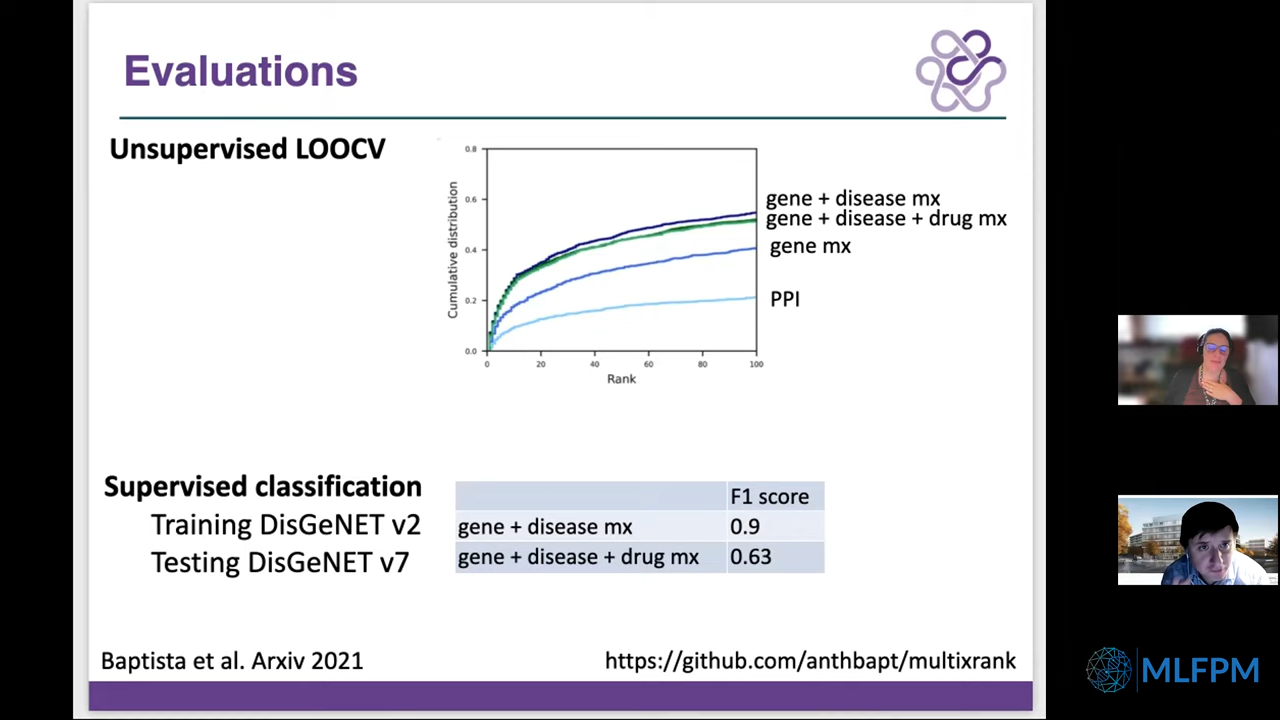 Evaluations
Unsupervised LOOCV
0.8
0.6
0.4
0.2
0.0
Cumulative distribution
0
20
40
60
80
100
Rank
gene + disease mx
gene + disease + drug mx
gene mx
PPI
Supervised classification
Training DisGeNET v2
Testing DisGeNET v7
F1 score
gene + disease mx 0.9
gene + disease + drug mx 0.63
Baptista et al. Arxiv 2021
https://github.com/anthbapt/multixrank
MLFPM